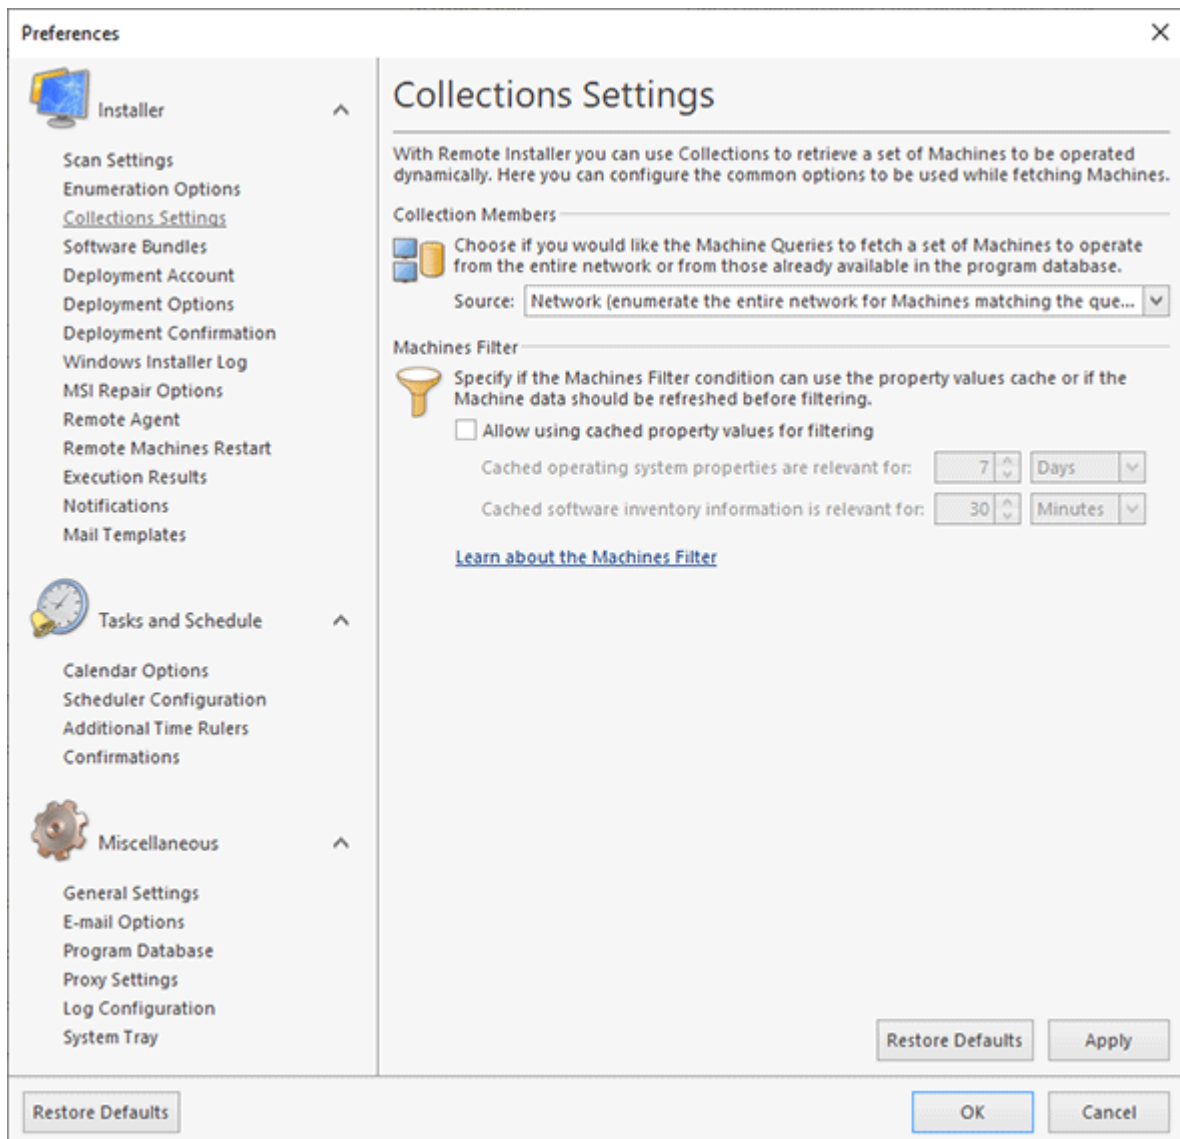 Preferences
Installer
Scan Settings
Enumeration Options
Collections Settings
Software Bundles
Deployment Account
Deployment Options
Deployment Confirmation
Windows Installer Log
MSI Repair Options
Remote Agent
Remote Machines Restart
Execution Results
Notifications
Mail Templates
Tasks and Schedule
Calendar Options
Scheduler Configuration
Additional Time Rulers
Confirmations
Miscellaneous
General Settings
E-mail Options
Program Database
Proxy Settings
Log Configuration
System Tray
Collections Settings
With Remote Installer you can use Collections to retrieve a set of Machines to be operated
dynamically. Here you can configure the common options to be used while fetching Machines.
Collection Members
Choose if you would like the Machine Queries to fetch a set of Machines to operate
from the entire network or from those already available in the program database.
Source: Network (enumerate the entire network for Machines matching the que...
Machines Filter
Specify if the Machines Filter condition can use the property values cache or if the
Machine data should be refreshed before filtering.
Allow using cached property values for filtering
Cached operating system properties are relevant for: 7 Days
Cached software inventory information is relevant for: 30 Minutes
Learn about the Machines Filter
Restore Defaults Apply
Restore Defaults OK Cancel